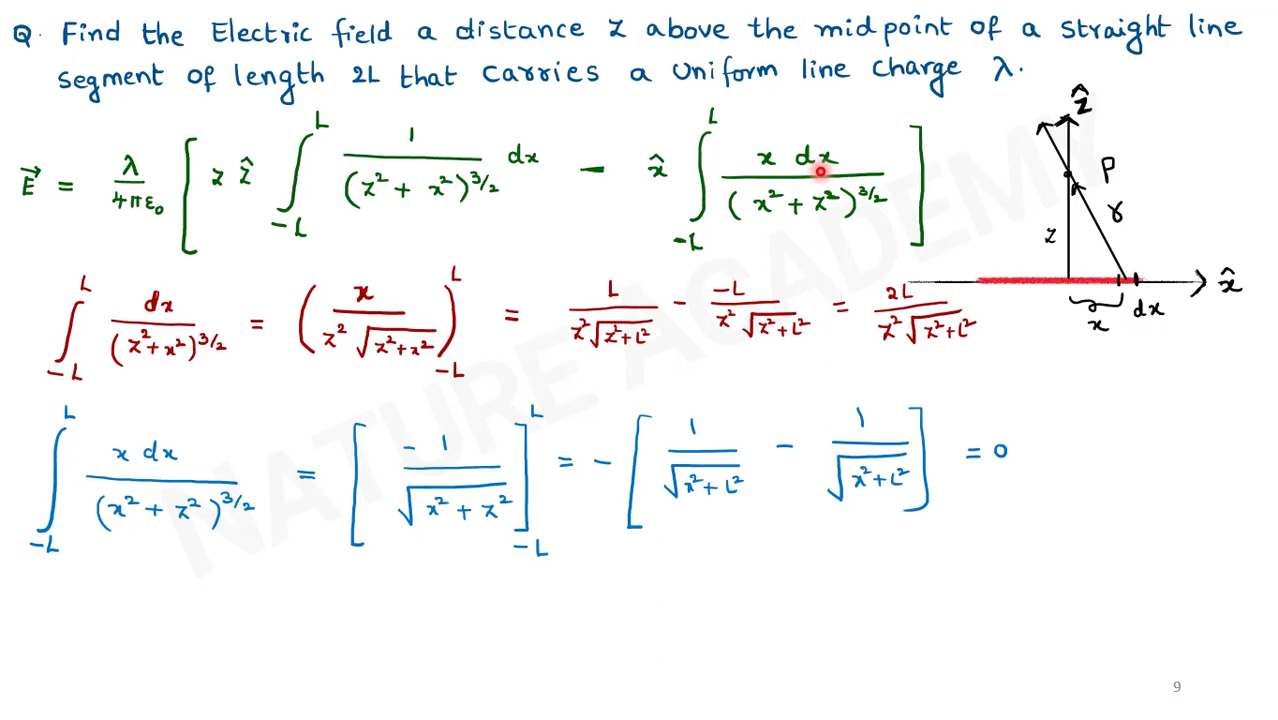 Q. Find the Electric field a distance z above the midpoint of a straight line
segment of length 2L that carries a Uniform line charge λ.
E⃗ = λ/4πε₀ [ z ẑ ∫_{-L}^{L} 1/(z² + x²)^{3/2} dx − x̂ ∫_{-L}^{L} x dx/(x² + z²)^{3/2} ]
ẑ
P
r
z
x̂
x
dx
∫_{-L}^{L} dx/(z² + x²)^{3/2} = ( x/(z² √(z² + x²)) )_{-L}^{L} = L/(z² √(z² + L²)) − -L/(z² √(z² + L²)) = 2L/(z² √(z² + L²))
∫_{-L}^{L} x dx/(x² + z²)^{3/2} = [ -1/√(x² + z²) ]_{-L}^{L} = − [ 1/√(x² + L²) − 1/√(x² + L²) ] = 0
NATURE ACADEMY
9